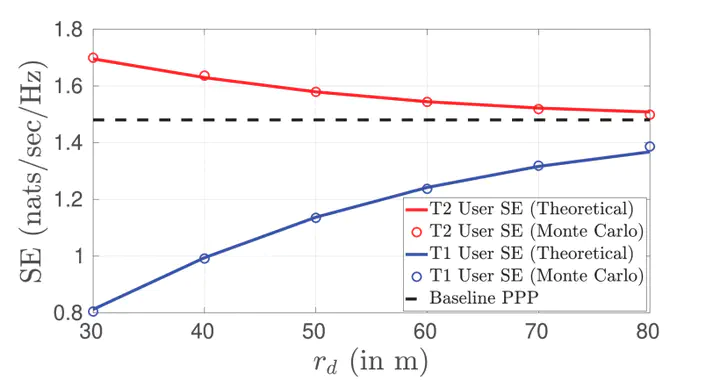 1.8
1.6
1.4
1.2
1
0.8
SE (nats/sec/Hz)
T2 User SE (Theoretical)
T2 User SE (Monte Carlo)
T1 User SE (Theoretical)
T1 User SE (Monte Carlo)
Baseline PPP
30 40 50 60 70 80
r_d (in m)